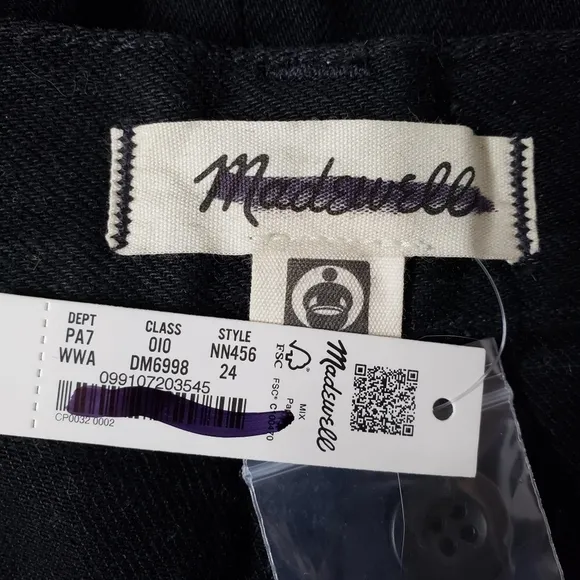 Madewell
DEPT CLASS STYLE
PA7 010 NN456
WWA DM6998 24
099107203545
CP0032 0002
FSC
MIX
Madewell